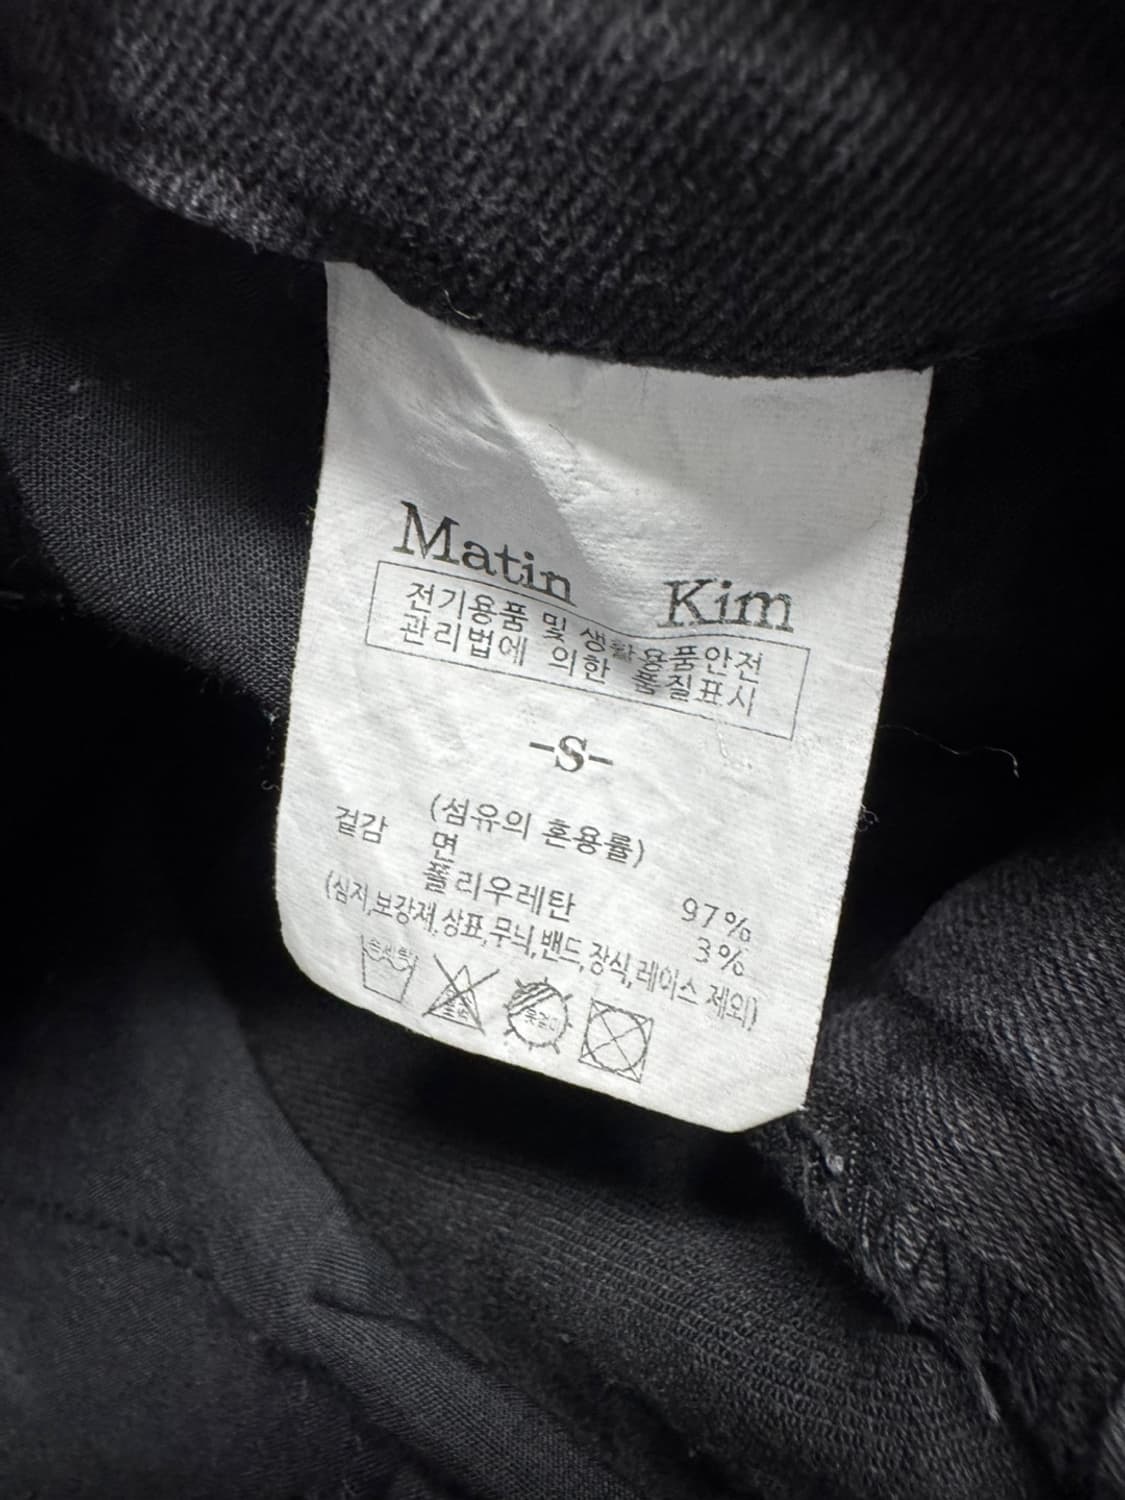 Matin Kim
전기용품 및 생활용품안전
관리법에 의한 품질표시
-S-
(섬유의 혼용률)
겉감 면 97%
폴리우레탄 3%
(심지,보강재,상표,무늬,밴드,장식,레이스 제외)
손세탁